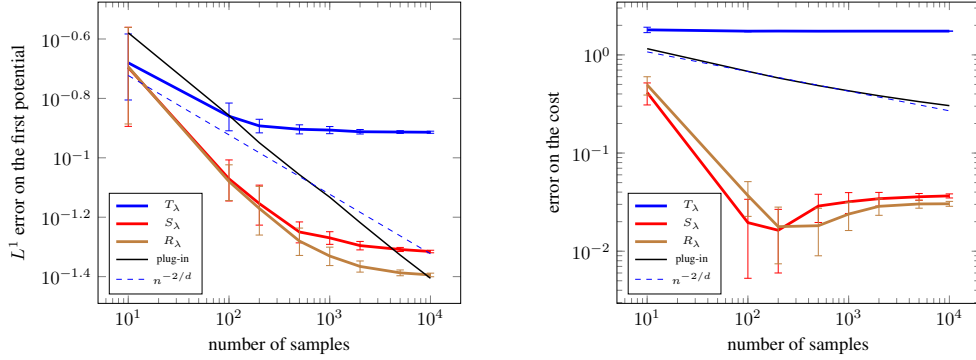 10^−0.6
10^−0.8
10^−1
10^−1.2
10^−1.4
L^1 error on the first potential
T_λ
S_λ
R_λ
plug-in
n^−2/d
10^1
10^2
10^3
10^4
number of samples
10^0
10^−1
10^−2
error on the cost
T_λ
S_λ
R_λ
plug-in
n^−2/d
10^1
10^2
10^3
10^4
number of samples